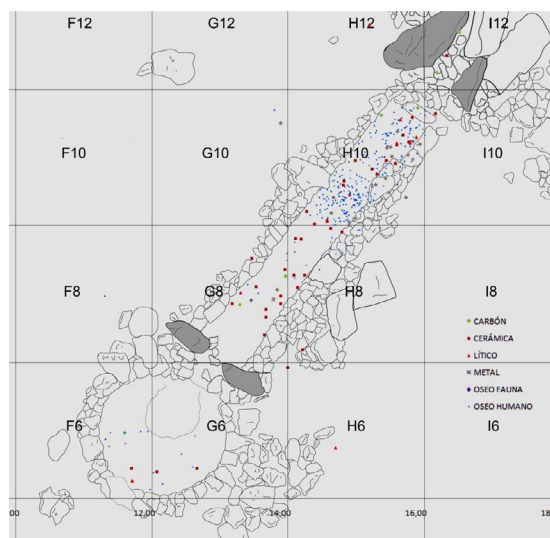 F12 G12 H12 I12
F10 G10 H10 I10
F8 G8 H8 I8
CARBÓN
CERÁMICA
LÍTICO
METAL
OSEO FAUNA
OSEO HUMANO
F6 G6 H6 I6
00 12,00 14,00 16,00 18,0